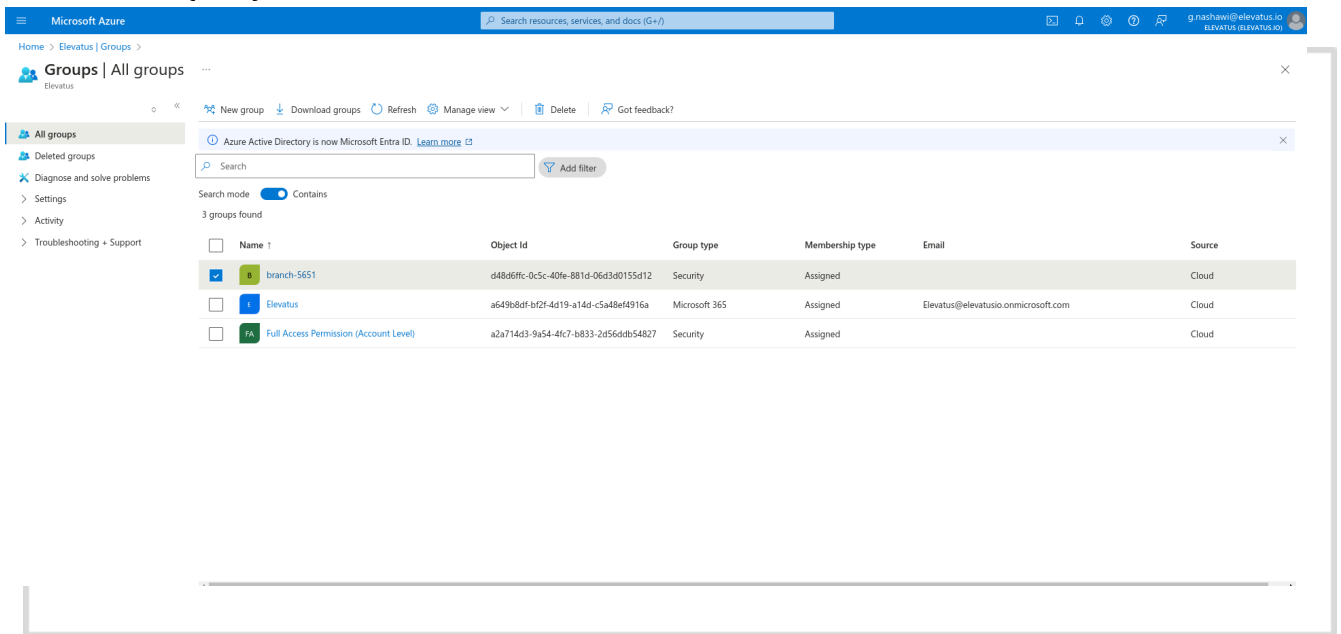 Microsoft Azure
Search resources, services, and docs (G+/)
g.nashawi@elevatus.io
ELEVATUS (ELEVATUS.IO)
Home > Elevatus | Groups >
Groups | All groups ...
Elevatus
New group Download groups Refresh Manage view Delete Got feedback?
All groups
Deleted groups
Diagnose and solve problems
Settings
Activity
Troubleshooting + Support
Azure Active Directory is now Microsoft Entra ID. Learn more
Search
Add filter
Search mode Contains
3 groups found
Name ↑ Object Id Group type Membership type Email Source
B branch-5651 d48d6ffc-0c5c-40fe-881d-06d3d0155d12 Security Assigned Cloud
E Elevatus a649b8df-bf2f-4d19-a14d-c5a48ef4916a Microsoft 365 Assigned Elevatus@elevatusio.onmicrosoft.com Cloud
FA Full Access Permission (Account Level) a2a714d3-9a54-4fc7-b833-2d56ddb54827 Security Assigned Cloud